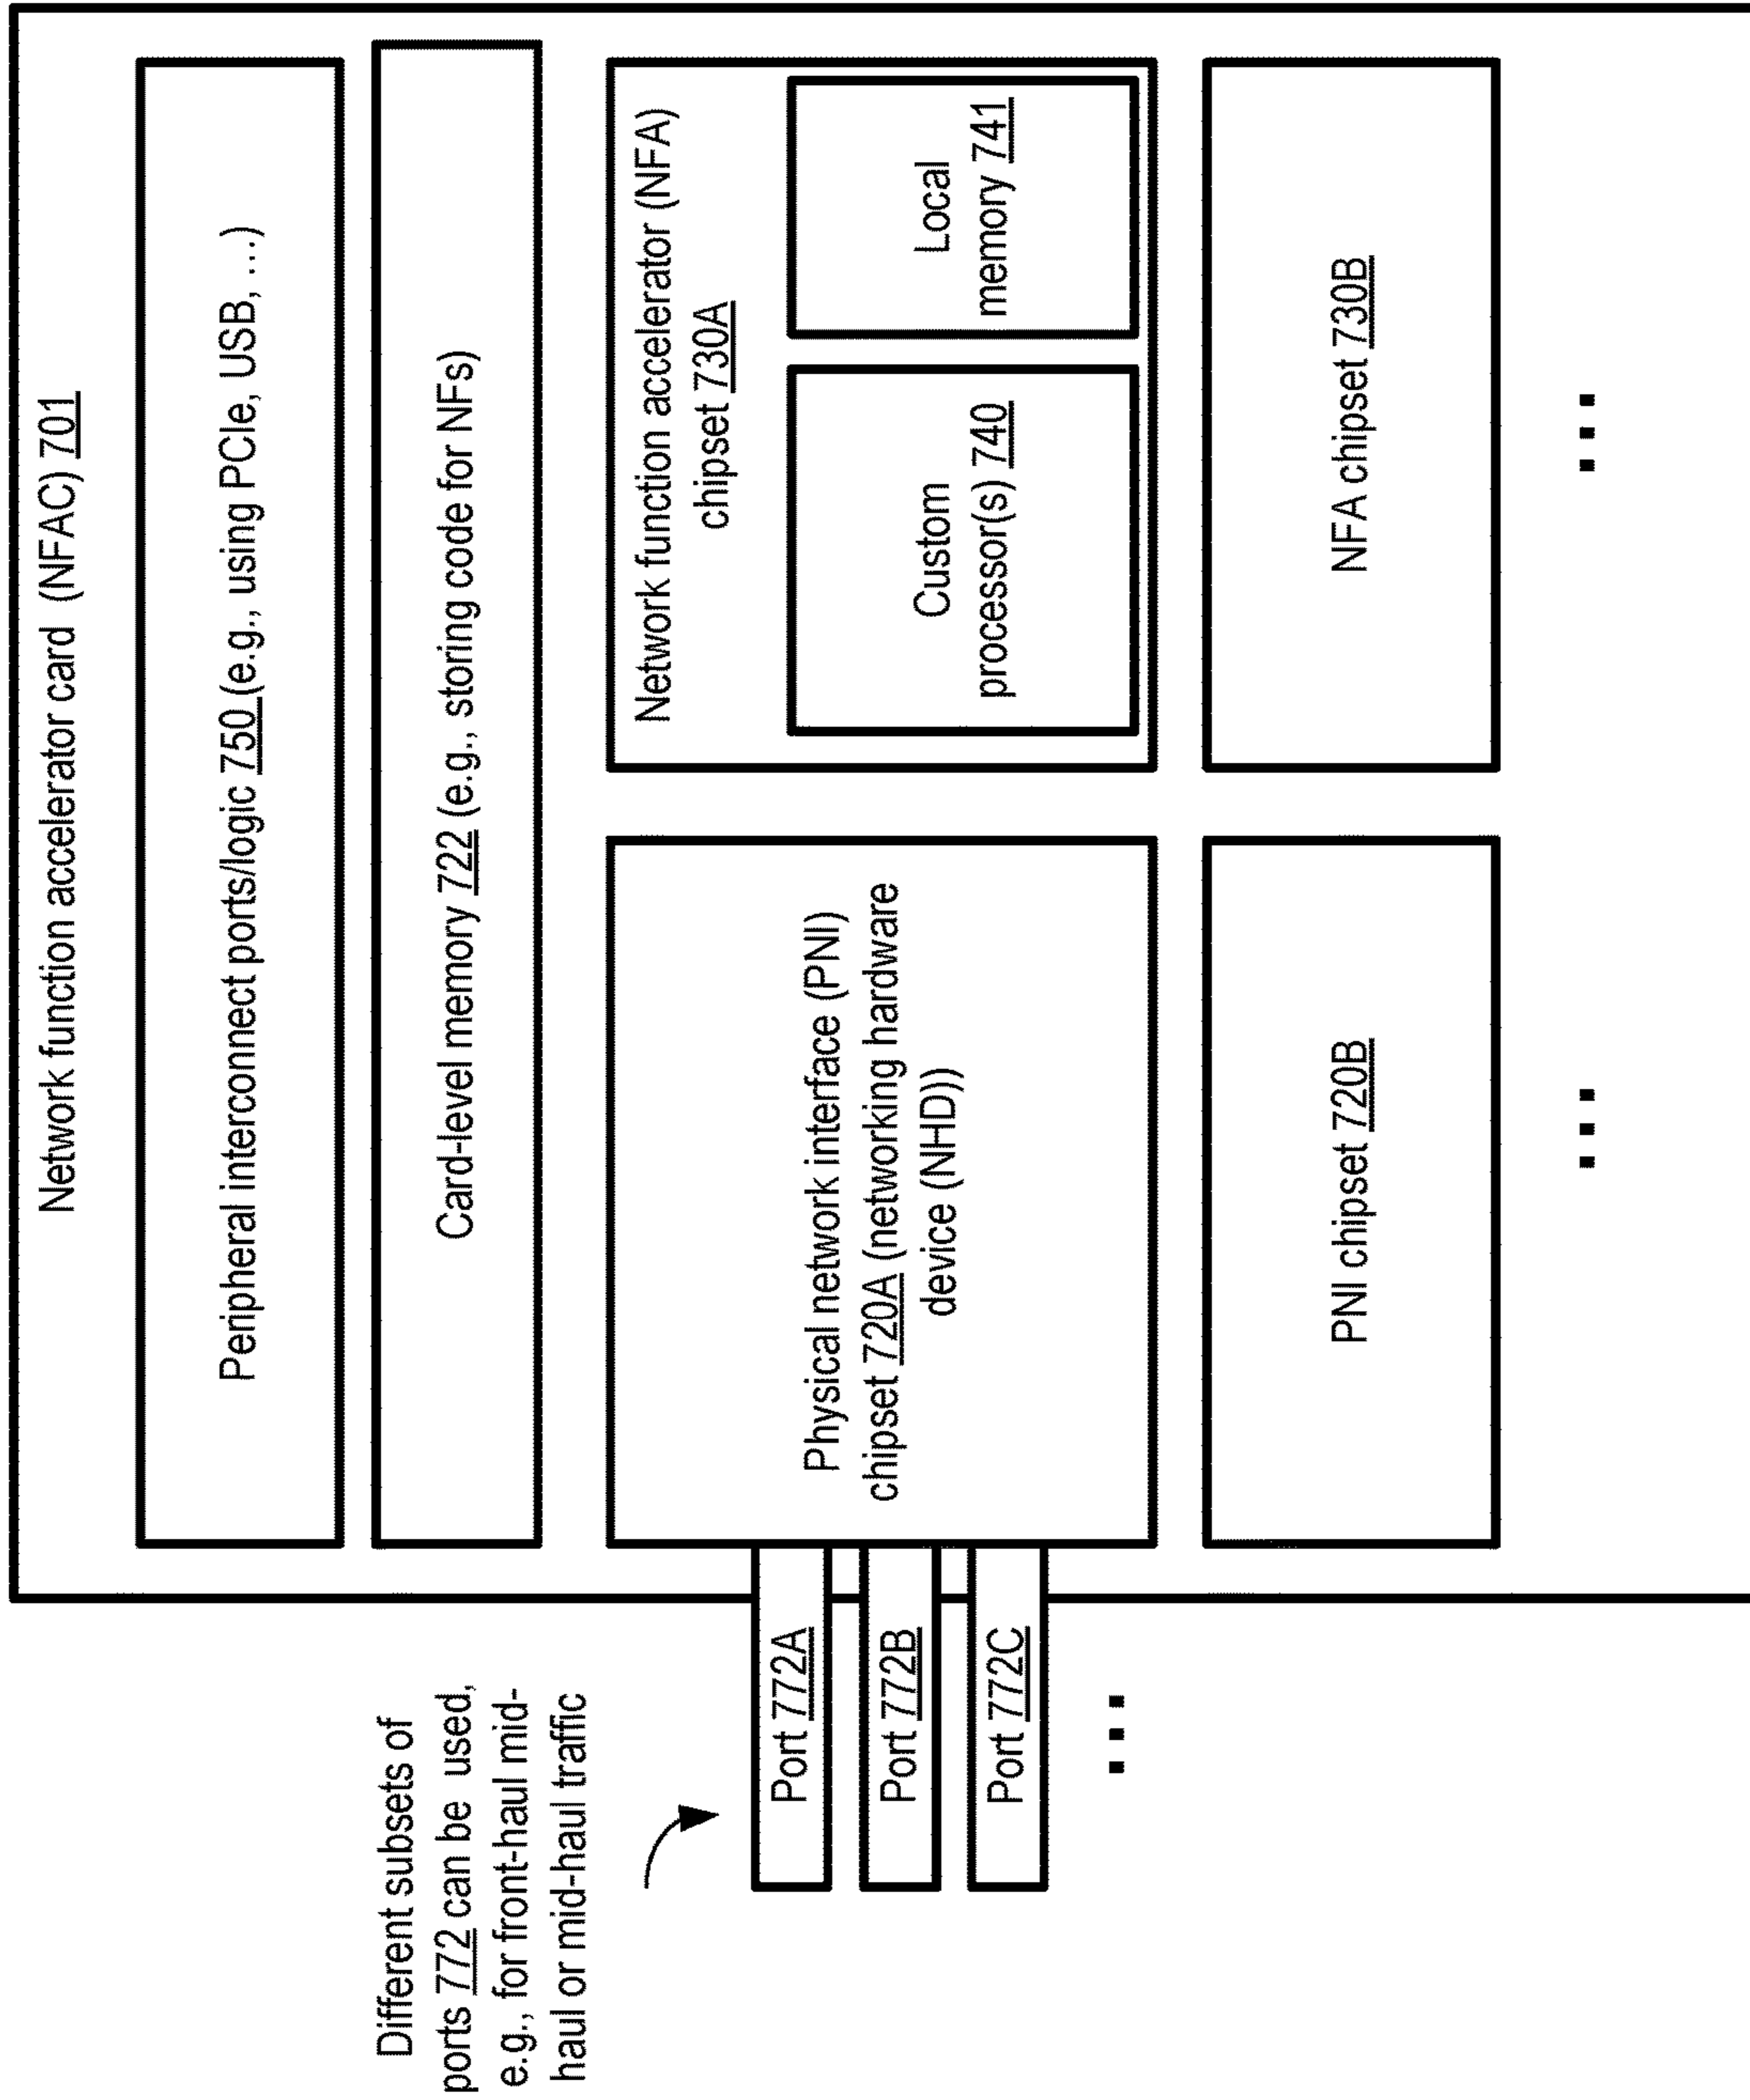 Network function accelerator card (NFAC) 701
Peripheral interconnect ports/logic 750 (e.g., using PCIe, USB, ...)
Card-level memory 722 (e.g., storing code for NFs)
Different subsets of
ports 772 can be used,
e.g., for front-haul mid-
haul or mid-haul traffic
Port 772A
Port 772B
Port 772C
Physical network interface (PNI)
chipset 720A (networking hardware
device (NHD))
Network function accelerator (NFA)
chipset 730A
Custom
processor(s) 740
Local
memory 741
PNI chipset 720B
NFA chipset 730B